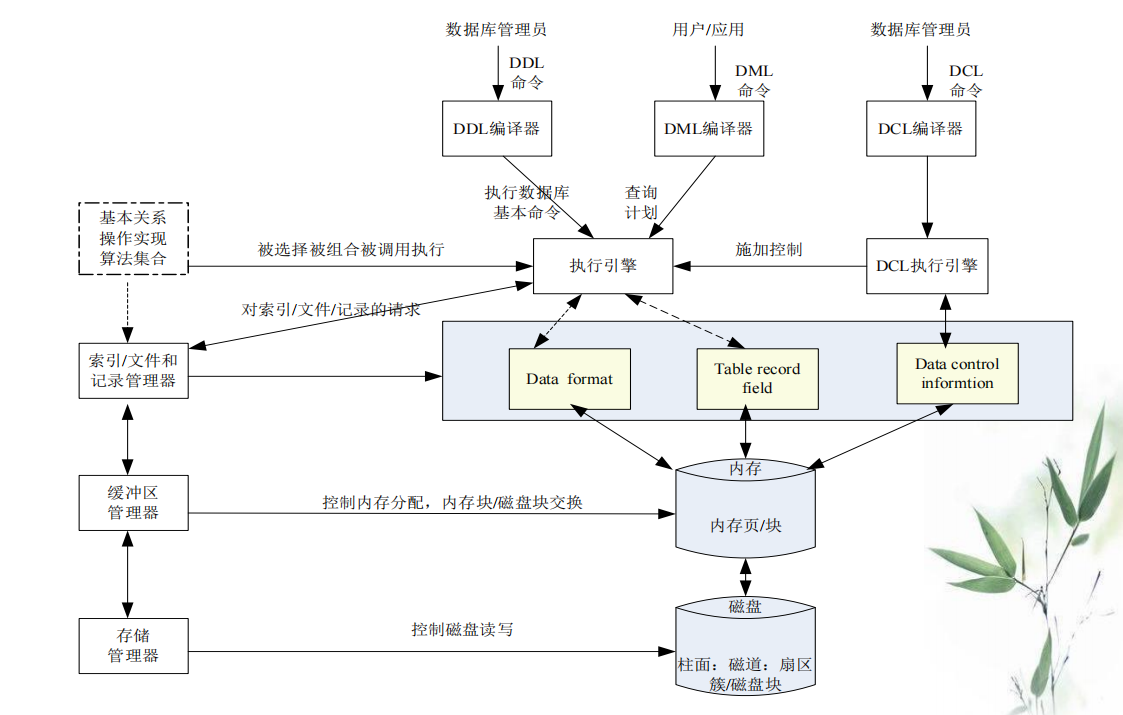 数据库管理员
用户/应用
数据库管理员
DDL
命令
DML
命令
DCL
命令
DDL编译器
DML编译器
DCL编译器
执行数据库
基本命令
查询
计划
基本关系
操作实现
算法集合
被选择被组合被调用执行
执行引擎
施加控制
DCL执行引擎
对索引/文件/记录的请求
索引/文件和
记录管理器
Data format
Table record
field
Data control
informtion
内存
缓冲区
管理器
控制内存分配，内存块/磁盘块交换
内存页/块
磁盘
存储
管理器
控制磁盘读写
柱面：磁道：扇区
簇/磁盘块